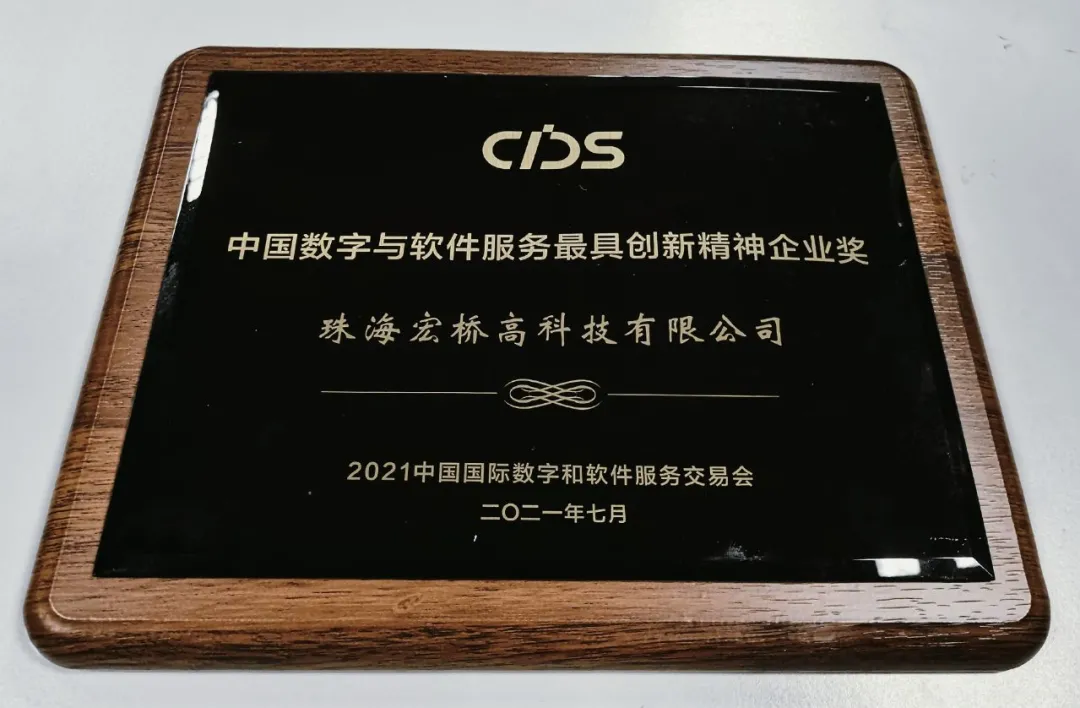 CIDS
中国数字与软件服务最具创新精神企业奖
珠海宏桥高科技有限公司
2021中国国际数字和软件服务交易会
二〇二一年七月